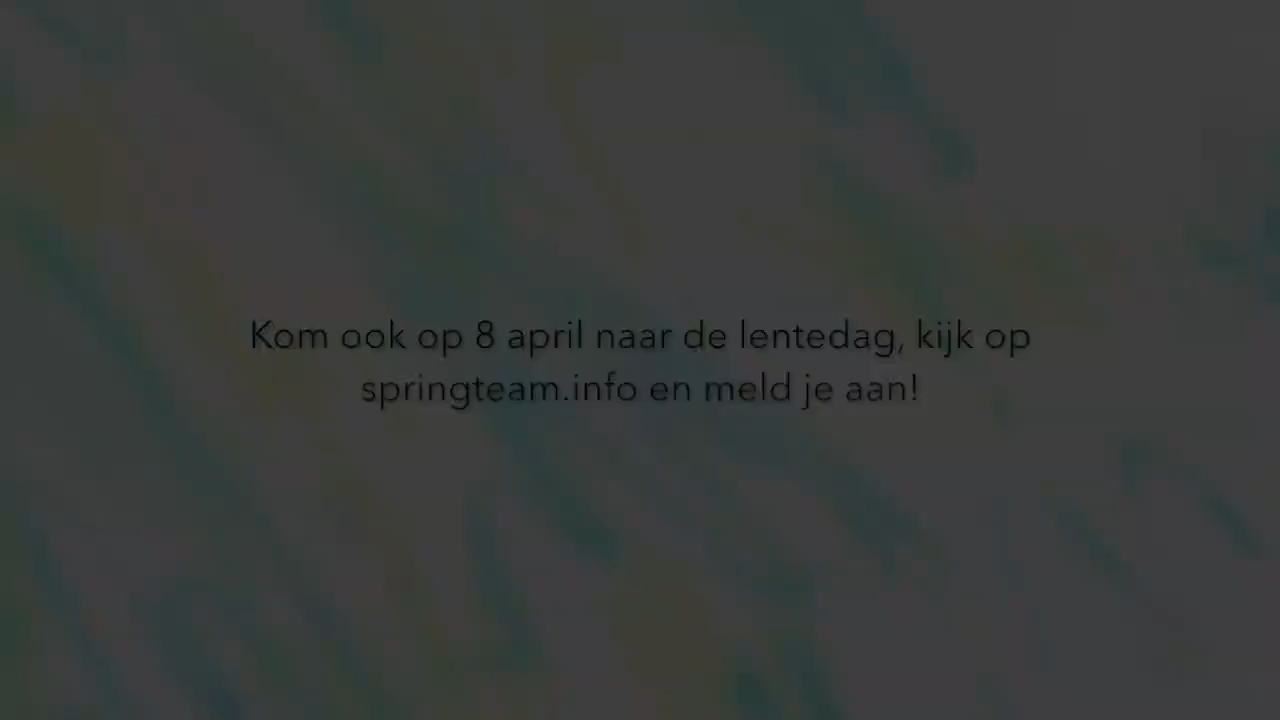 Kom ook op 8 april naar de lentedag, kijk op
springteam.info en meld je aan!